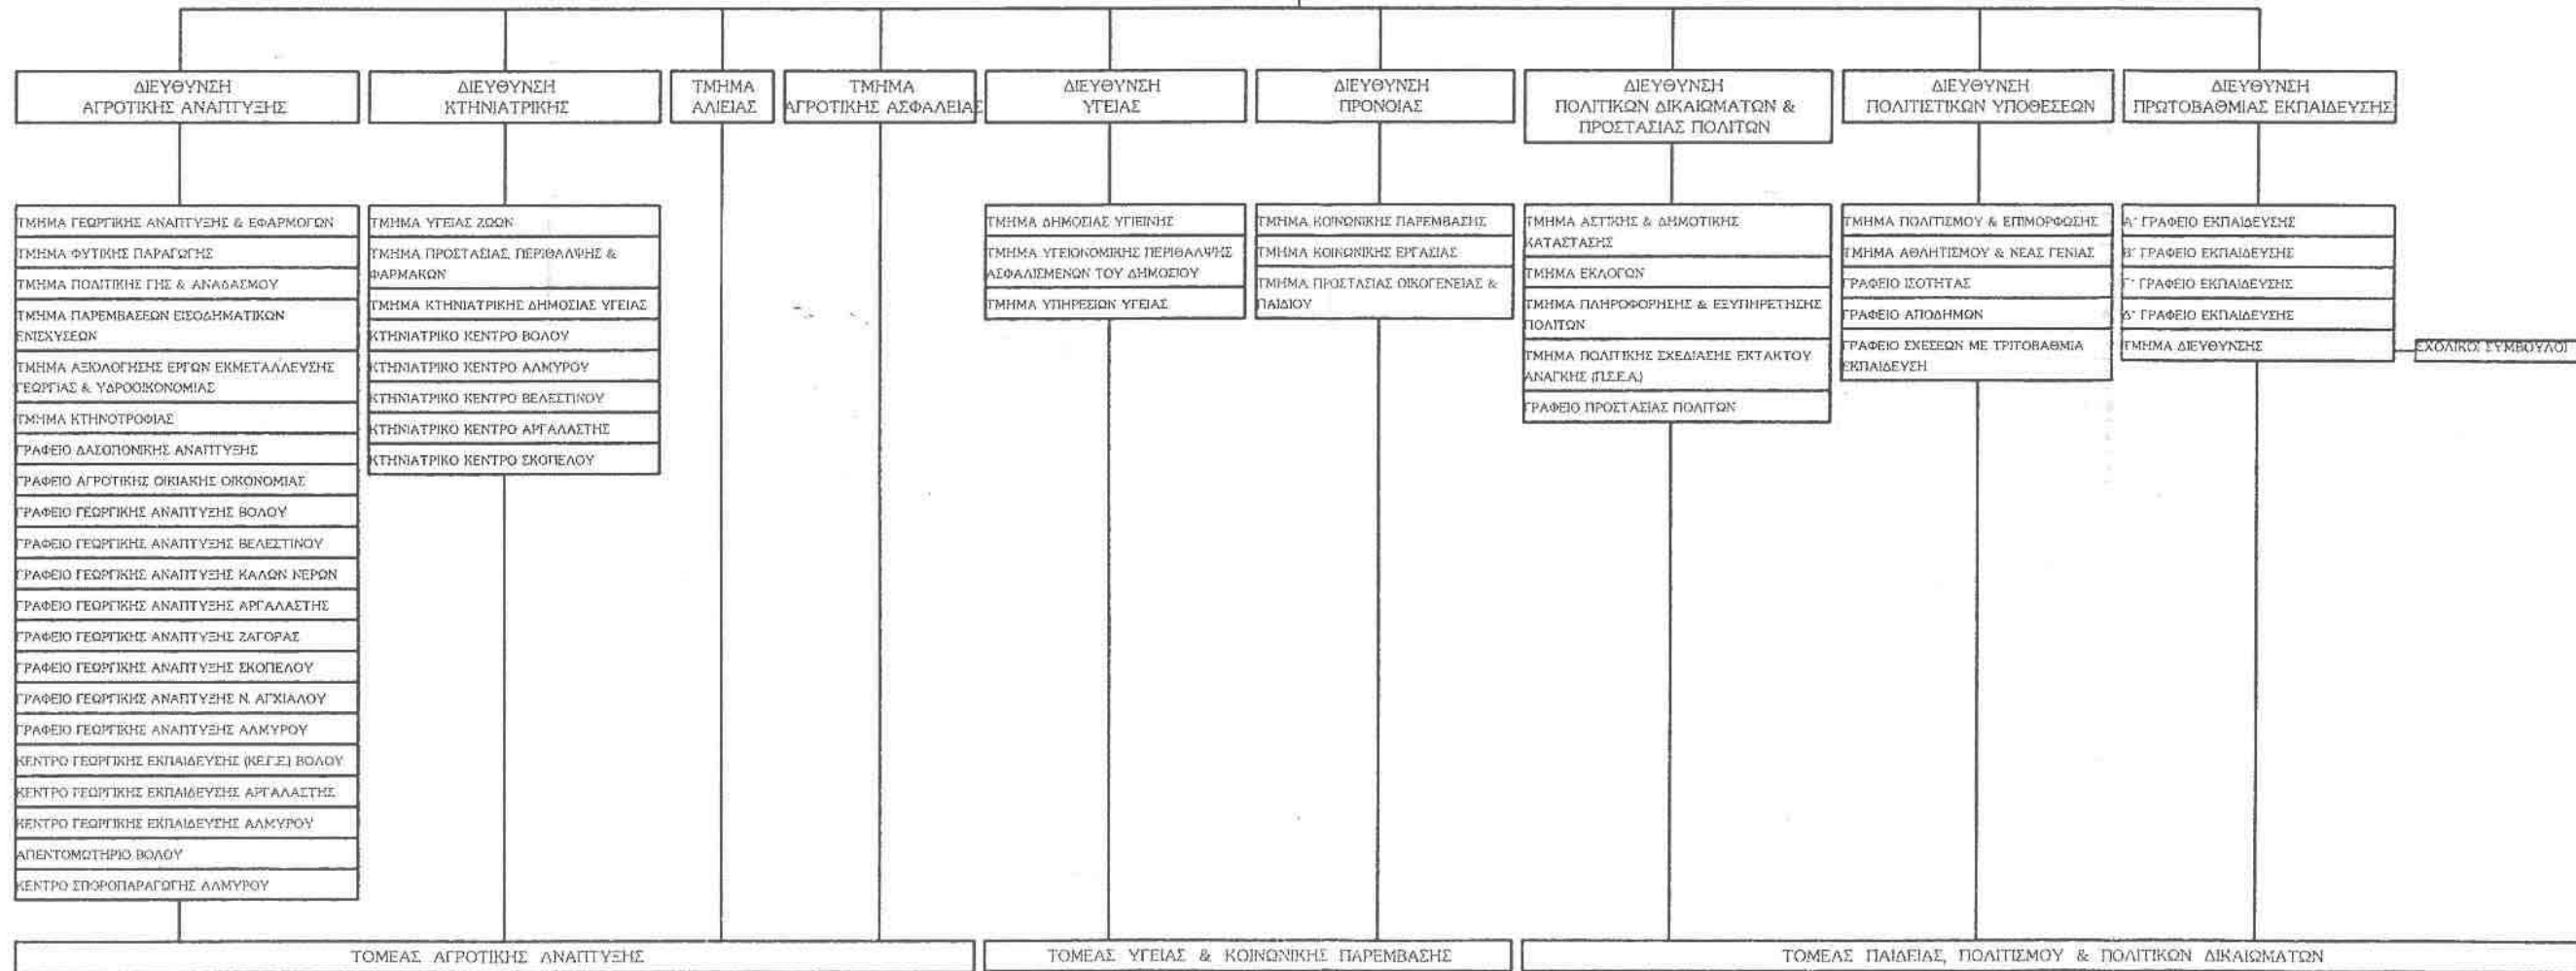 ΔΙΕΥΘΥΝΣΗ
ΑΓΡΟΤΙΚΗΣ ΑΝΑΠΤΥΞΗΣ
ΔΙΕΥΘΥΝΣΗ
ΚΤΗΝΙΑΤΡΙΚΗΣ
ΤΜΗΜΑ
ΑΛΙΕΙΑΣ
ΤΜΗΜΑ
ΑΓΡΟΤΙΚΗΣ ΑΣΦΑΛΕΙΑΣ
ΔΙΕΥΘΥΝΣΗ
ΥΓΕΙΑΣ
ΔΙΕΥΘΥΝΣΗ
ΠΡΟΝΟΙΑΣ
ΔΙΕΥΘΥΝΣΗ
ΠΟΛΙΤΙΚΩΝ ΔΙΚΑΙΩΜΑΤΩΝ &
ΠΡΟΣΤΑΣΙΑΣ ΠΟΛΙΤΩΝ
ΔΙΕΥΘΥΝΣΗ
ΠΟΛΙΤΙΣΤΙΚΩΝ ΥΠΟΘΕΣΕΩΝ
ΔΙΕΥΘΥΝΣΗ
ΠΡΩΤΟΒΑΘΜΙΑΣ ΕΚΠΑΙΔΕΥΣΗΣ
ΤΜΗΜΑ ΓΕΩΡΓΙΚΗΣ ΑΝΑΠΤΥΞΗΣ & ΕΦΑΡΜΟΓΩΝ
ΤΜΗΜΑ ΦΥΤΙΚΗΣ ΠΑΡΑΓΩΓΗΣ
ΤΜΗΜΑ ΠΟΛΙΤΙΚΗΣ ΓΗΣ & ΑΝΑΔΑΣΜΟΥ
ΤΜΗΜΑ ΠΑΡΕΜΒΑΣΕΩΝ ΕΙΣΟΔΗΜΑΤΙΚΩΝ
ΕΝΙΣΧΥΣΕΩΝ
ΤΜΗΜΑ ΑΞΙΟΛΟΓΗΣΗΣ ΕΡΓΩΝ ΕΚΜΕΤΑΛΛΕΥΣΗΣ
ΓΕΩΡΓΙΑΣ & ΥΔΡΟΟΙΚΟΝΟΜΙΑΣ
ΤΜΗΜΑ ΚΤΗΝΟΤΡΟΦΙΑΣ
ΓΡΑΦΕΙΟ ΔΑΣΟΠΟΝΙΚΗΣ ΑΝΑΠΤΥΞΗΣ
ΓΡΑΦΕΙΟ ΑΓΡΟΤΙΚΗΣ ΟΙΚΙΑΚΗΣ ΟΙΚΟΝΟΜΙΑΣ
ΓΡΑΦΕΙΟ ΓΕΩΡΓΙΚΗΣ ΑΝΑΠΤΥΞΗΣ ΒΟΛΟΥ
ΓΡΑΦΕΙΟ ΓΕΩΡΓΙΚΗΣ ΑΝΑΠΤΥΞΗΣ ΒΕΛΕΣΤΙΝΟΥ
ΓΡΑΦΕΙΟ ΓΕΩΡΓΙΚΗΣ ΑΝΑΠΤΥΞΗΣ ΚΑΛΩΝ ΝΕΡΩΝ
ΓΡΑΦΕΙΟ ΓΕΩΡΓΙΚΗΣ ΑΝΑΠΤΥΞΗΣ ΑΡΓΑΛΑΣΤΗΣ
ΓΡΑΦΕΙΟ ΓΕΩΡΓΙΚΗΣ ΑΝΑΠΤΥΞΗΣ ΖΑΓΟΡΑΣ
ΓΡΑΦΕΙΟ ΓΕΩΡΓΙΚΗΣ ΑΝΑΠΤΥΞΗΣ ΣΚΟΠΕΛΟΥ
ΓΡΑΦΕΙΟ ΓΕΩΡΓΙΚΗΣ ΑΝΑΠΤΥΞΗΣ Ν. ΑΓΧΙΑΛΟΥ
ΓΡΑΦΕΙΟ ΓΕΩΡΓΙΚΗΣ ΑΝΑΠΤΥΞΗΣ ΑΛΜΥΡΟΥ
ΚΕΝΤΡΟ ΓΕΩΡΓΙΚΗΣ ΕΚΠΑΙΔΕΥΣΗΣ (ΚΕ.Γ.Ε.) ΒΟΛΟΥ
ΚΕΝΤΡΟ ΓΕΩΡΓΙΚΗΣ ΕΚΠΑΙΔΕΥΣΗΣ ΑΡΓΑΛΑΣΤΗΣ
ΚΕΝΤΡΟ ΓΕΩΡΓΙΚΗΣ ΕΚΠΑΙΔΕΥΣΗΣ ΑΛΜΥΡΟΥ
ΑΠΕΝΤΟΜΩΤΗΡΙΟ ΒΟΛΟΥ
ΚΕΝΤΡΟ ΣΠΟΡΟΠΑΡΑΓΩΓΗΣ ΑΛΜΥΡΟΥ
ΤΜΗΜΑ ΥΓΕΙΑΣ ΖΩΩΝ
ΤΜΗΜΑ ΠΡΟΣΤΑΣΙΑΣ, ΠΕΡΙΘΑΛΨΗΣ &
ΦΑΡΜΑΚΩΝ
ΤΜΗΜΑ ΚΤΗΝΙΑΤΡΙΚΗΣ ΔΗΜΟΣΙΑΣ ΥΓΕΙΑΣ
ΚΤΗΝΙΑΤΡΙΚΟ ΚΕΝΤΡΟ ΒΟΛΟΥ
ΚΤΗΝΙΑΤΡΙΚΟ ΚΕΝΤΡΟ ΑΛΜΥΡΟΥ
ΚΤΗΝΙΑΤΡΙΚΟ ΚΕΝΤΡΟ ΒΕΛΕΣΤΙΝΟΥ
ΚΤΗΝΙΑΤΡΙΚΟ ΚΕΝΤΡΟ ΑΡΓΑΛΑΣΤΗΣ
ΚΤΗΝΙΑΤΡΙΚΟ ΚΕΝΤΡΟ ΣΚΟΠΕΛΟΥ
ΤΜΗΜΑ ΔΗΜΟΣΙΑΣ ΥΓΙΕΙΝΗΣ
ΤΜΗΜΑ ΥΓΕΙΟΝΟΜΙΚΗΣ ΠΕΡΙΘΑΛΨΗΣ
ΑΣΦΑΛΙΣΜΕΝΩΝ ΤΟΥ ΔΗΜΟΣΙΟΥ
ΤΜΗΜΑ ΥΠΗΡΕΣΙΩΝ ΥΓΕΙΑΣ
ΤΜΗΜΑ ΚΟΙΝΩΝΙΚΗΣ ΠΑΡΕΜΒΑΣΗΣ
ΤΜΗΜΑ ΚΟΙΝΩΝΙΚΗΣ ΕΡΓΑΣΙΑΣ
ΤΜΗΜΑ ΠΡΟΣΤΑΣΙΑΣ ΟΙΚΟΓΕΝΕΙΑΣ &
ΠΑΙΔΙΟΥ
ΤΜΗΜΑ ΑΣΤΙΚΗΣ & ΔΗΜΟΤΙΚΗΣ
ΚΑΤΑΣΤΑΣΗΣ
ΤΜΗΜΑ ΕΚΛΟΓΩΝ
ΤΜΗΜΑ ΠΛΗΡΟΦΟΡΗΣΗΣ & ΕΞΥΠΗΡΕΤΗΣΗΣ
ΠΟΛΙΤΩΝ
ΤΜΗΜΑ ΠΟΛΙΤΙΚΗΣ ΣΧΕΔΙΑΣΗΣ ΕΚΤΑΚΤΟΥ
ΑΝΑΓΚΗΣ (Π.Σ.Ε.Α.)
ΓΡΑΦΕΙΟ ΠΡΟΣΤΑΣΙΑΣ ΠΟΛΙΤΩΝ
ΤΜΗΜΑ ΠΟΛΙΤΙΣΜΟΥ & ΕΠΙΜΟΡΦΩΣΗΣ
ΤΜΗΜΑ ΑΘΛΗΤΙΣΜΟΥ & ΝΕΑΣ ΓΕΝΙΑΣ
ΓΡΑΦΕΙΟ ΙΣΟΤΗΤΑΣ
ΓΡΑΦΕΙΟ ΑΠΟΔΗΜΩΝ
ΓΡΑΦΕΙΟ ΣΧΕΣΕΩΝ ΜΕ ΤΡΙΤΟΒΑΘΜΙΑ
ΕΚΠΑΙΔΕΥΣΗ
Α' ΓΡΑΦΕΙΟ ΕΚΠΑΙΔΕΥΣΗΣ
Β' ΓΡΑΦΕΙΟ ΕΚΠΑΙΔΕΥΣΗΣ
Γ' ΓΡΑΦΕΙΟ ΕΚΠΑΙΔΕΥΣΗΣ
Δ' ΓΡΑΦΕΙΟ ΕΚΠΑΙΔΕΥΣΗΣ
ΤΜΗΜΑ ΔΙΕΥΘΥΝΣΗΣ
ΣΧΟΛΙΚΟΙ ΣΥΜΒΟΥΛΟΙ
ΤΟΜΕΑΣ ΑΓΡΟΤΙΚΗΣ ΑΝΑΠΤΥΞΗΣ
ΤΟΜΕΑΣ ΥΓΕΙΑΣ & ΚΟΙΝΩΝΙΚΗΣ ΠΑΡΕΜΒΑΣΗΣ
ΤΟΜΕΑΣ ΠΑΙΔΕΙΑΣ, ΠΟΛΙΤΙΣΜΟΥ & ΠΟΛΙΤΙΚΩΝ ΔΙΚΑΙΩΜΑΤΩΝ